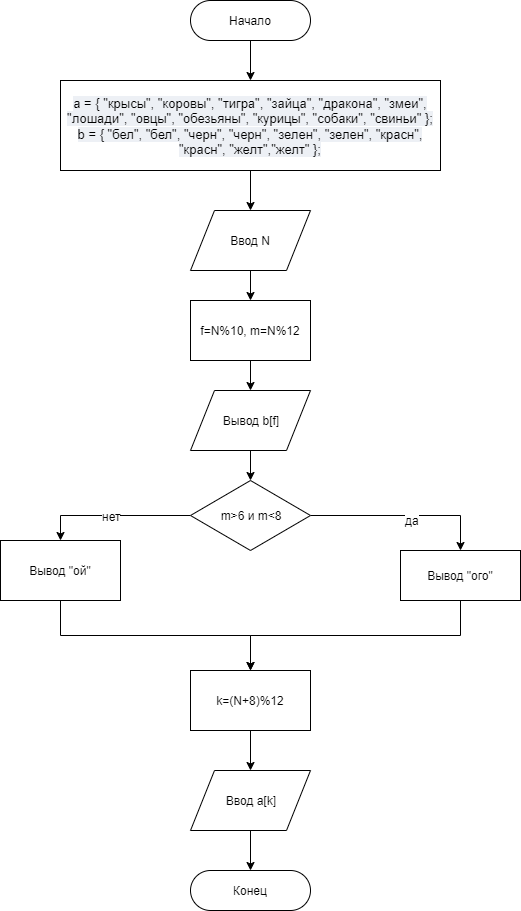 Начало
a = { "крысы", "коровы", "тигра", "зайца", "дракона", "змеи",
"лошади", "овцы", "обезьяны", "курицы", "собаки", "свиньи" };
b = { "бел", "бел", "черн", "черн", "зелен", "зелен", "красн",
"красн", "желт","желт" };
Ввод N
f=N%10, m=N%12
Вывод b[f]
m>6 и m<8
нет
да
Вывод "ой"
Вывод "ого"
k=(N+8)%12
Ввод a[k]
Конец